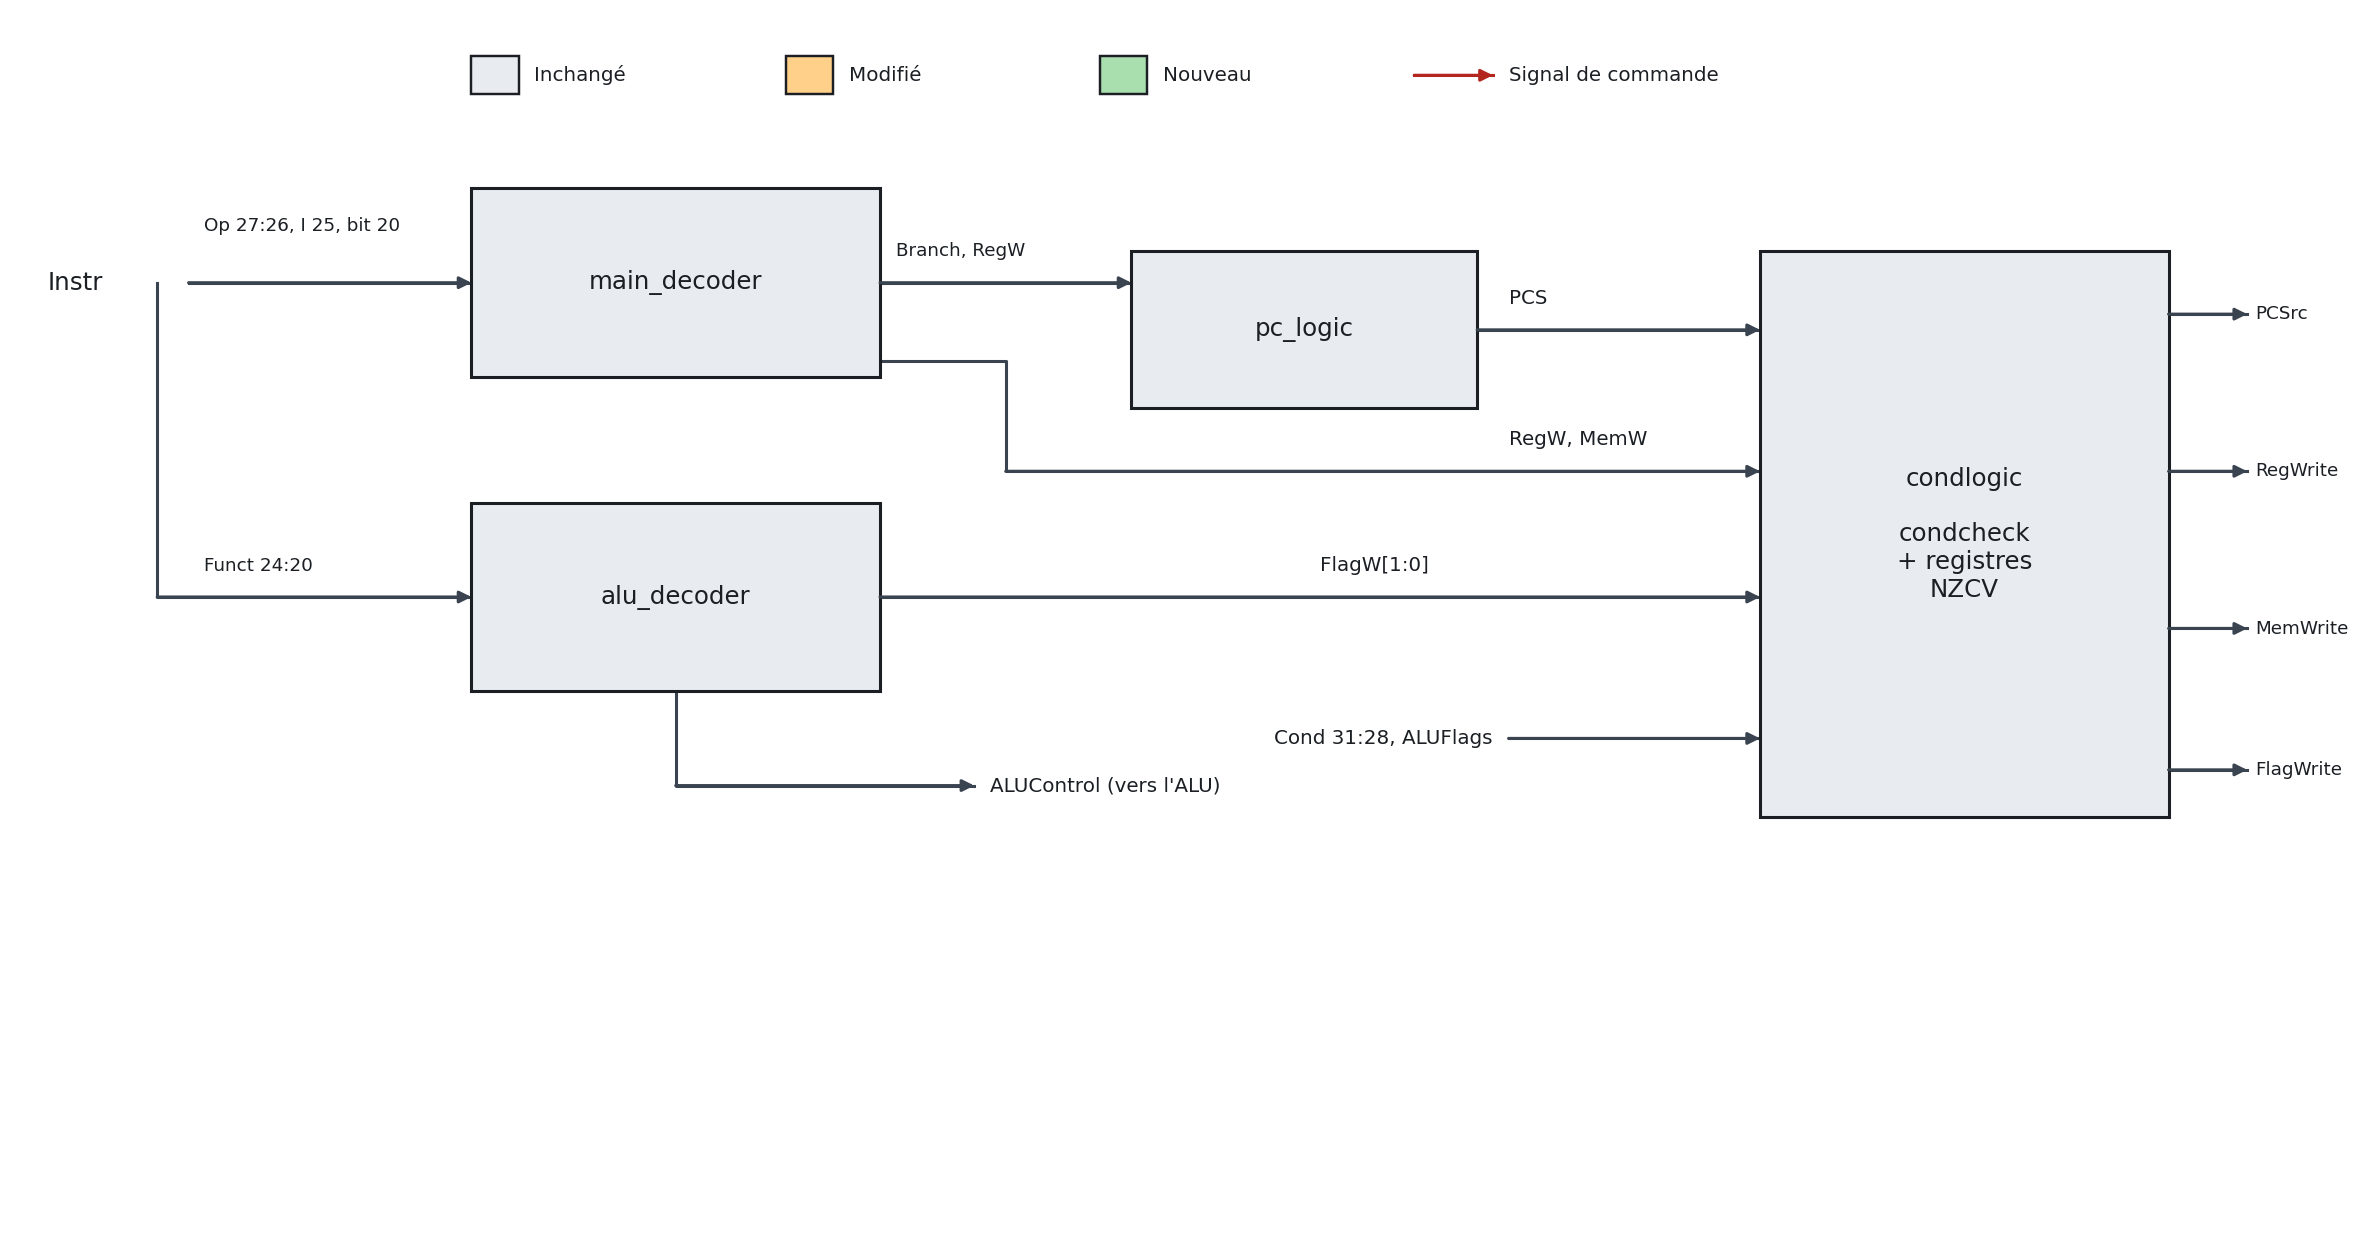 Inchangé
Modifié
Nouveau
Signal de commande
Op 27:26, I 25, bit 20
Instr
main_decoder
Branch, RegW
pc_logic
PCS
PCSrc
RegW, MemW
RegWrite
condlogic
condcheck
+ registres
NZCV
Funct 24:20
alu_decoder
FlagW[1:0]
MemWrite
Cond 31:28, ALUFlags
FlagWrite
ALUControl (vers l'ALU)